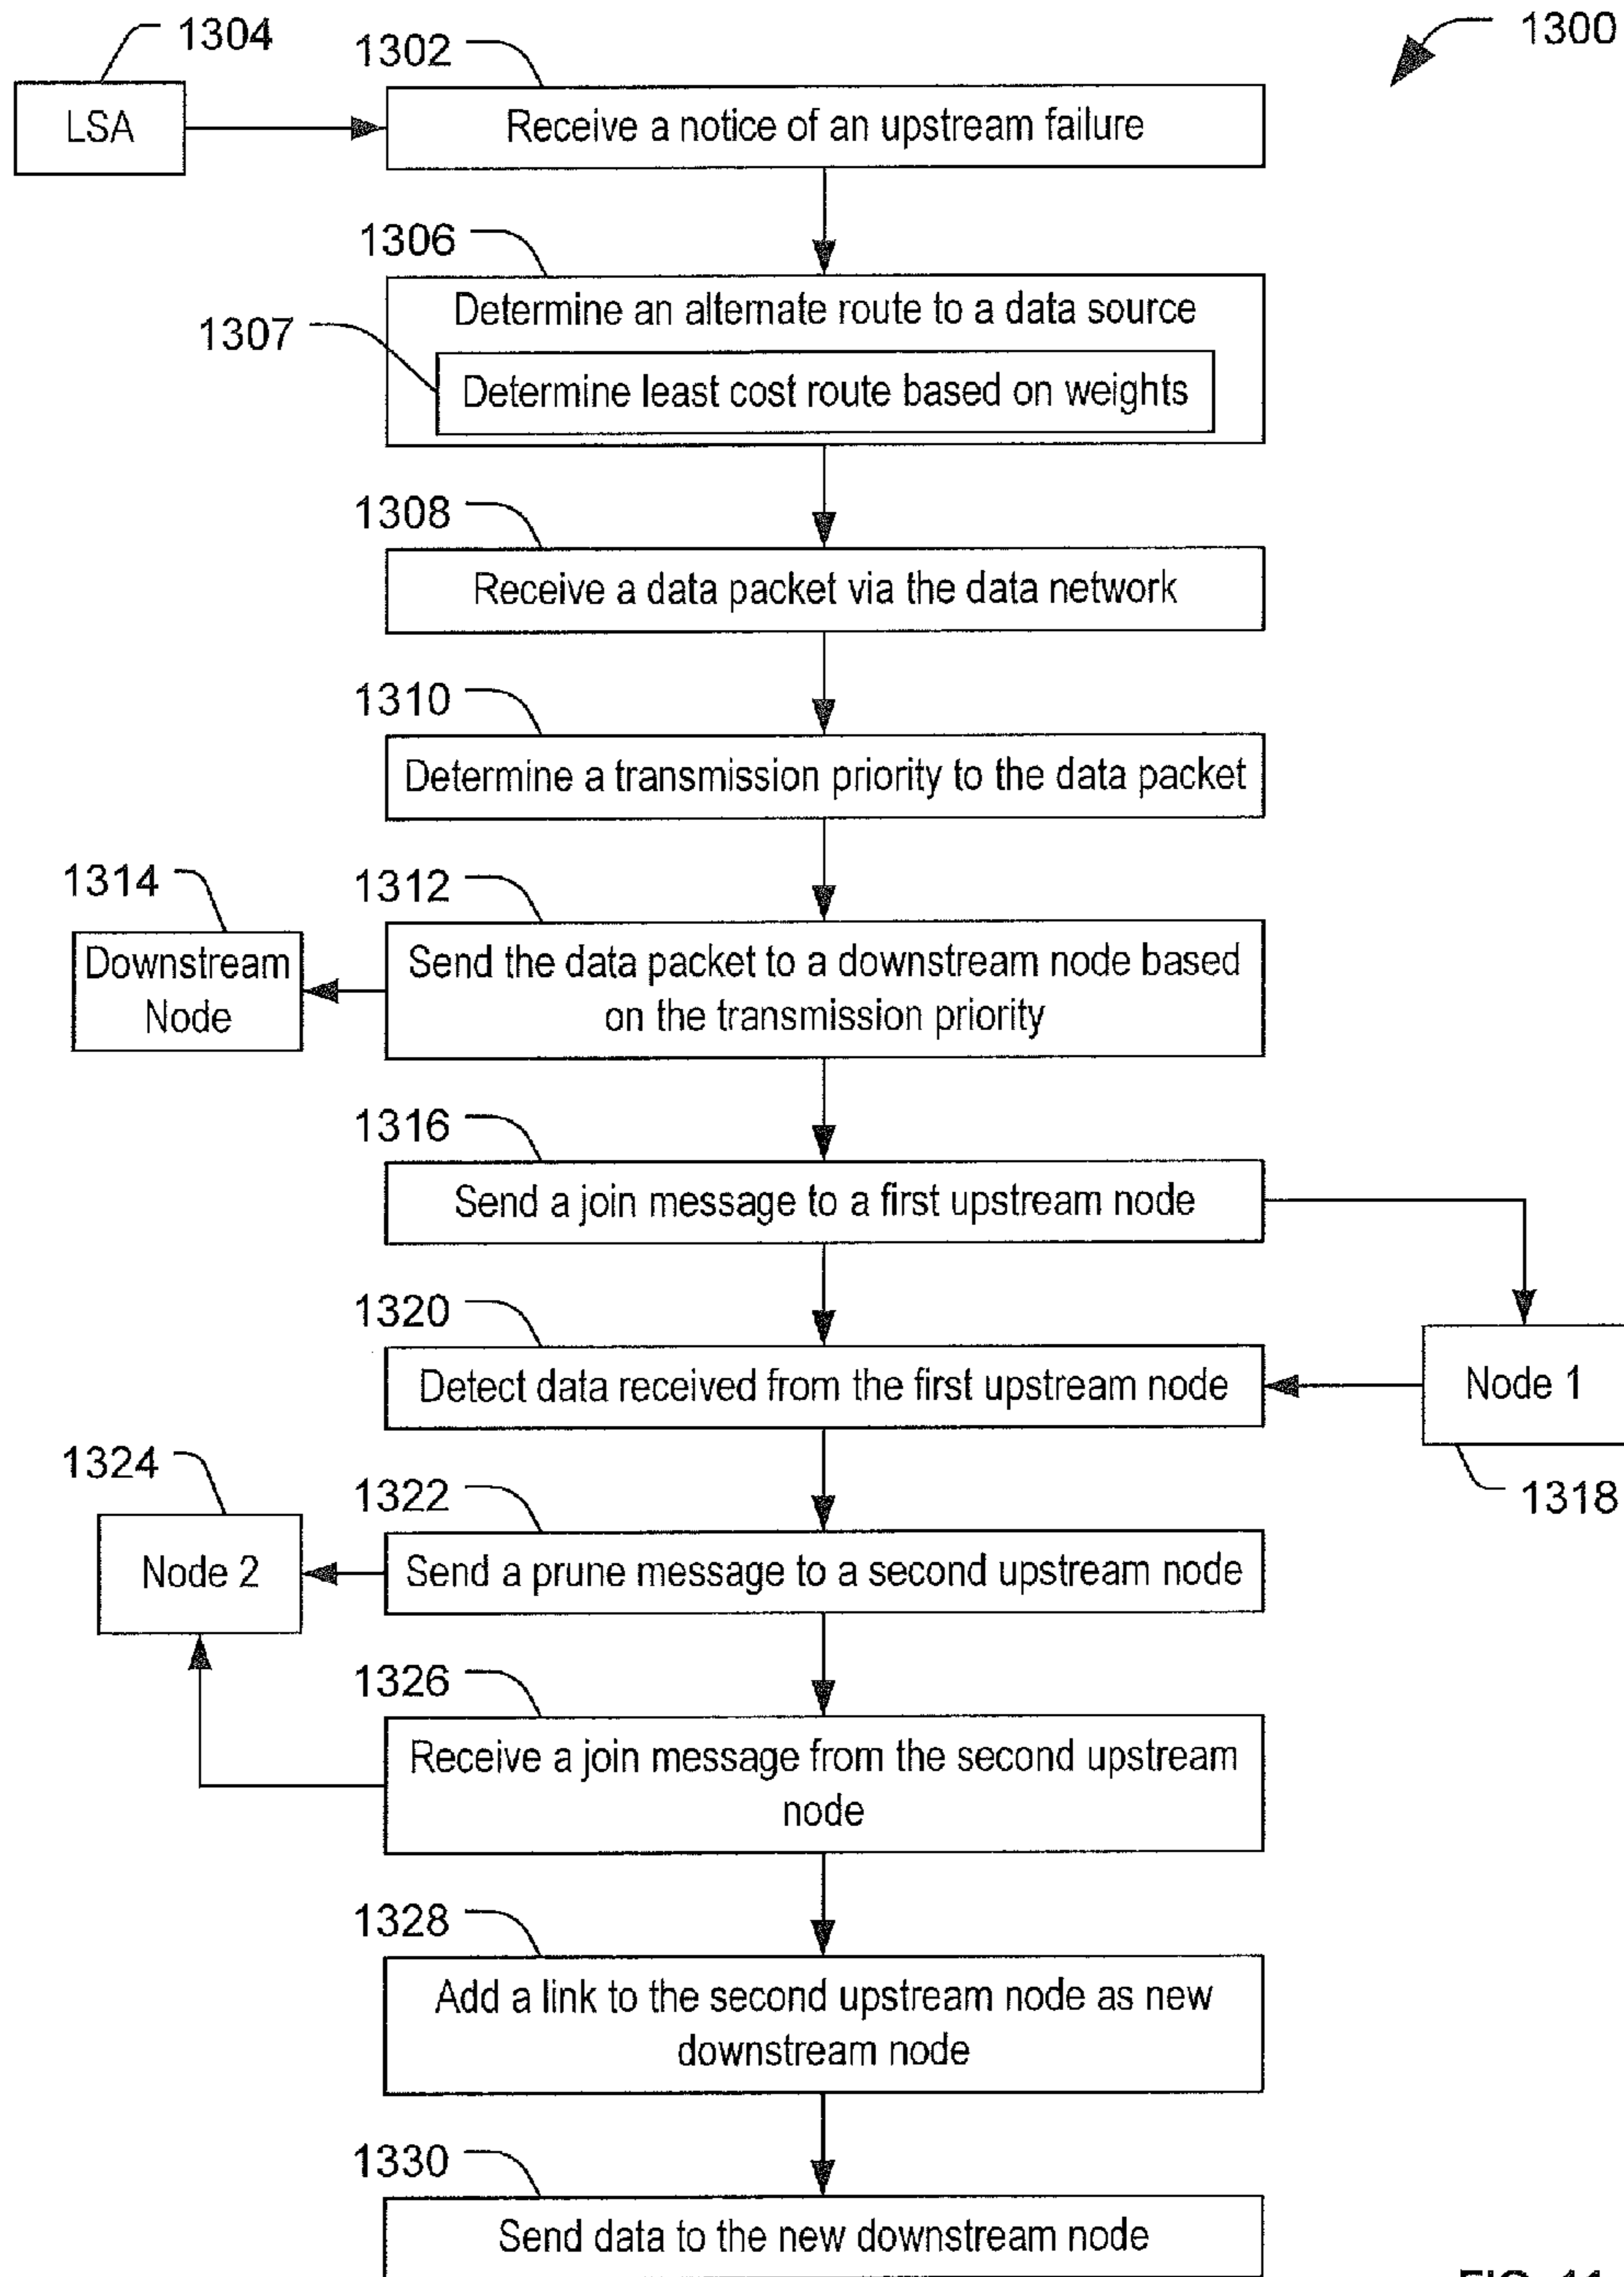 1304
1302
1300
LSA
Receive a notice of an upstream failure
1306
Determine an alternate route to a data source
1307
Determine least cost route based on weights
1308
Receive a data packet via the data network
1310
Determine a transmission priority to the data packet
1314
1312
Downstream
Node
Send the data packet to a downstream node based
on the transmission priority
1316
Send a join message to a first upstream node
1320
Detect data received from the first upstream node
Node 1
1318
1324
1322
Node 2
Send a prune message to a second upstream node
1326
Receive a join message from the second upstream
node
1328
Add a link to the second upstream node as new
downstream node
1330
Send data to the new downstream node